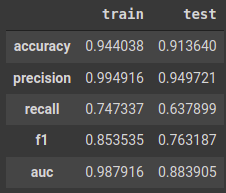 train test
accuracy 0.944038 0.913640
precision 0.994916 0.949721
recall 0.747337 0.637899
f1 0.853535 0.763187
auc 0.987916 0.883905